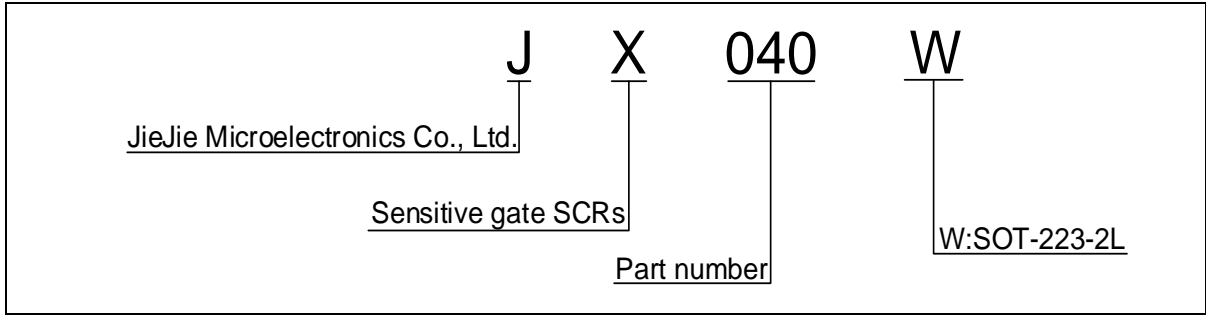 J X 040 W
JieJie Microelectronics Co., Ltd.
Sensitive gate SCRs
W:SOT-223-2L
Part number